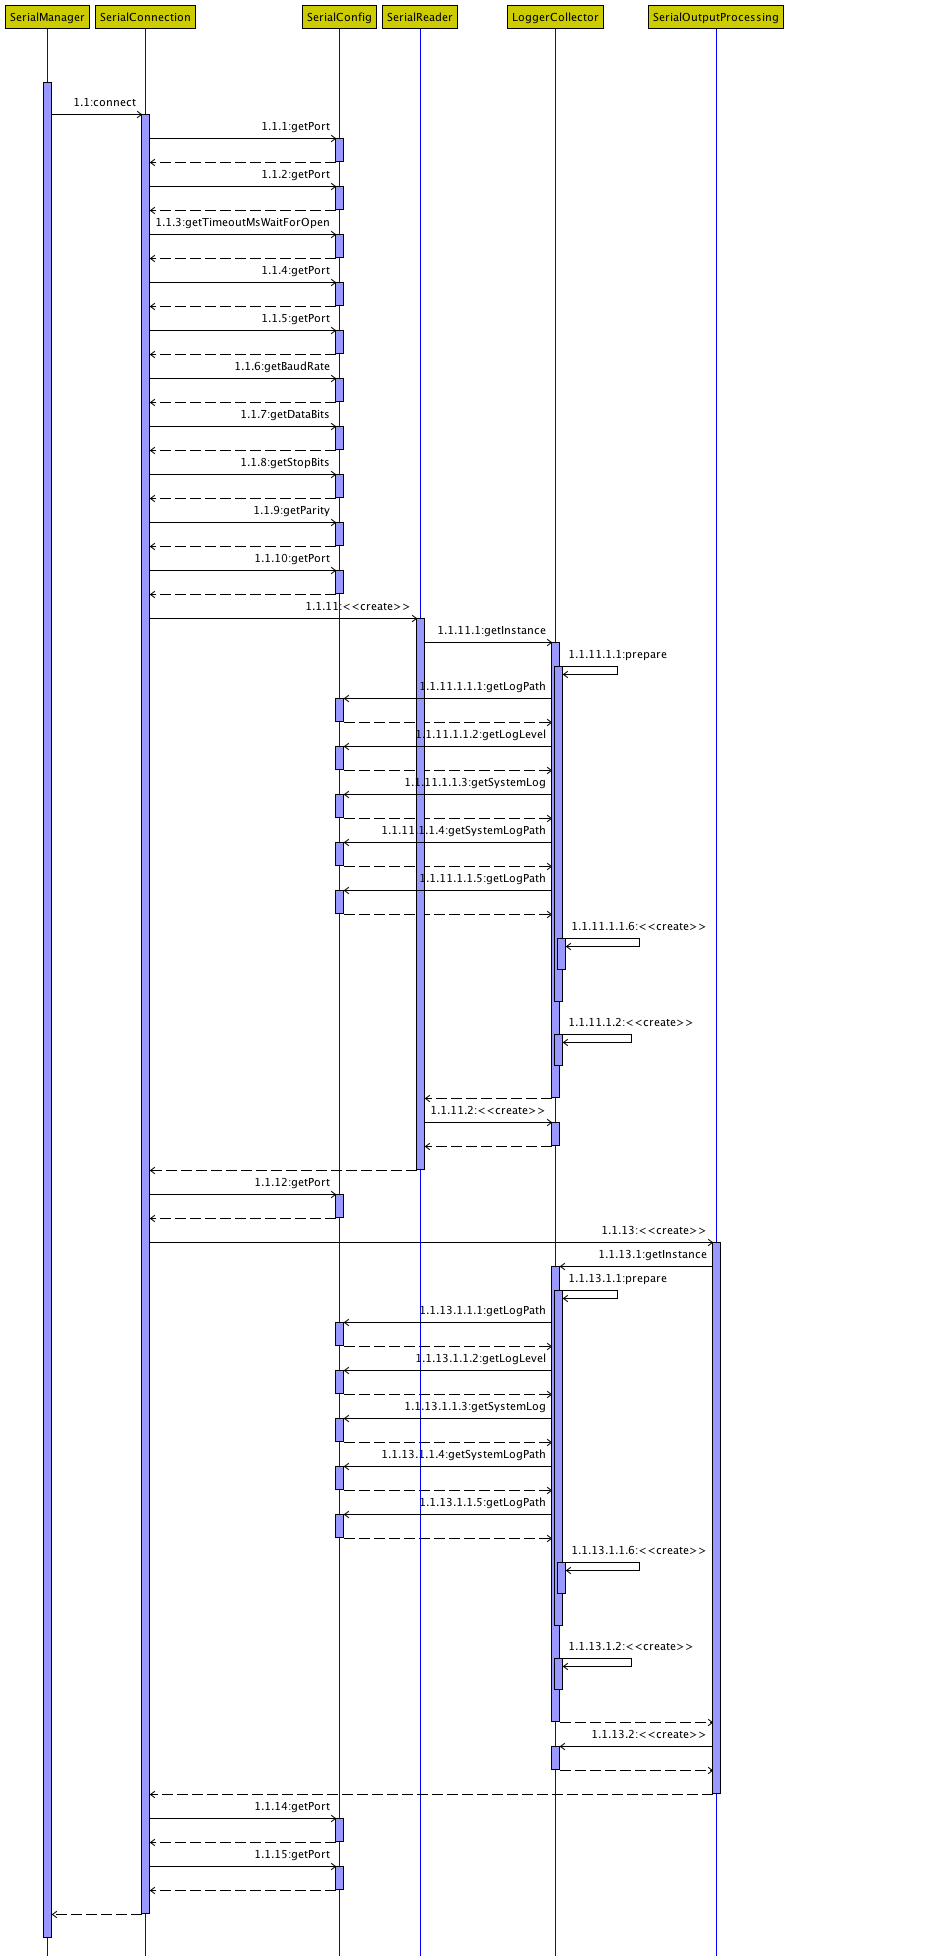 SerialManager SerialConnection SerialConfig SerialReader LoggerCollector SerialOutputProcessing
1.1:connect
1.1.1:getPort
1.1.2:getPort
1.1.3:getTimeoutMsWaitForOpen
1.1.4:getPort
1.1.5:getPort
1.1.6:getBaudRate
1.1.7:getDataBits
1.1.8:getStopBits
1.1.9:getParity
1.1.10:getPort
1.1.11:<<create>>
1.1.11.1:getInstance
1.1.11.1.1:prepare
1.1.11.1.1.1:getLogPath
1.1.11.1.1.2:getLogLevel
1.1.11.1.1.3:getSystemLog
1.1.11.1.1.4:getSystemLogPath
1.1.11.1.1.5:getLogPath
1.1.11.1.1.6:<<create>>
1.1.11.1.2:<<create>>
1.1.11.2:<<create>>
1.1.12:getPort
1.1.13:<<create>>
1.1.13.1:getInstance
1.1.13.1.1:prepare
1.1.13.1.1.1:getLogPath
1.1.13.1.1.2:getLogLevel
1.1.13.1.1.3:getSystemLog
1.1.13.1.1.4:getSystemLogPath
1.1.13.1.1.5:getLogPath
1.1.13.1.1.6:<<create>>
1.1.13.1.2:<<create>>
1.1.13.2:<<create>>
1.1.14:getPort
1.1.15:getPort